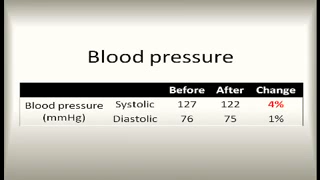 Blood pressure
Before After Change
Blood pressure Systolic 127 122 4%
(mmHg) Diastolic 76 75 1%